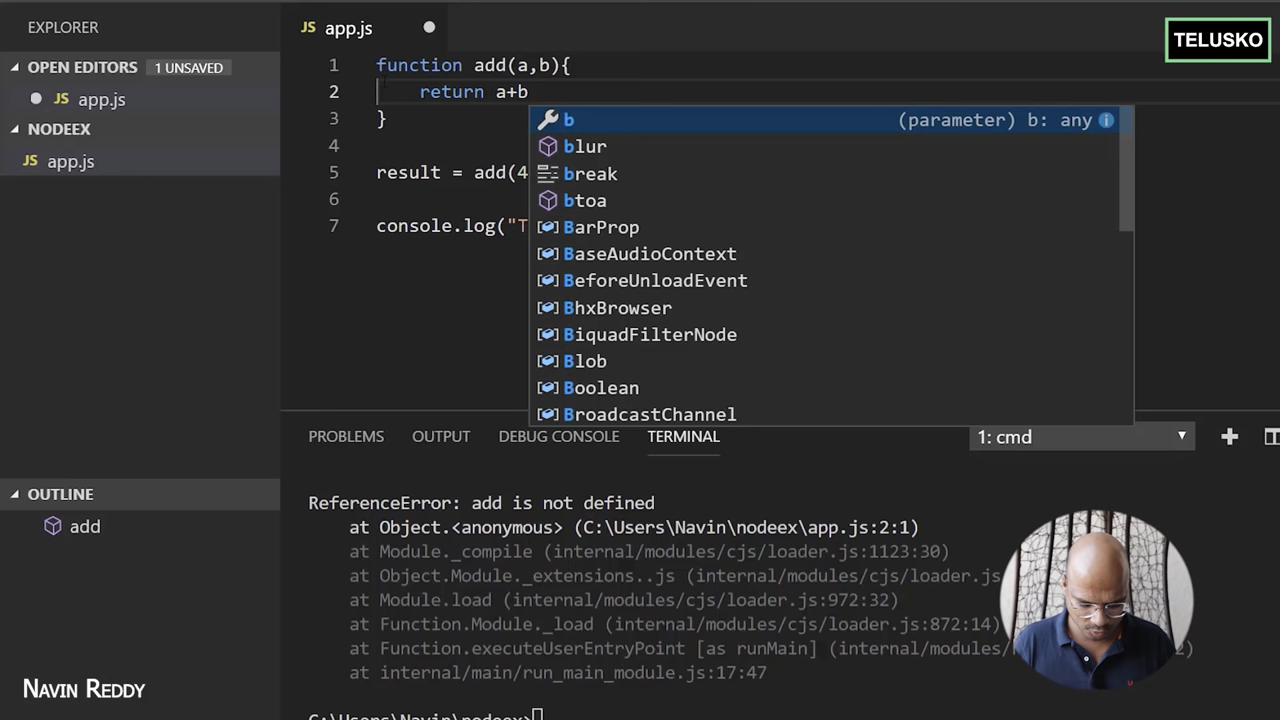 EXPLORER
OPEN EDITORS 1 UNSAVED
JS app.js
NODEEX
JS app.js
OUTLINE
add
NAVIN REDDY
JS app.js
TELUSKO
1 function add(a,b){
2 return a+b
3 }
4
5 result = add(4
6
7 console.log("T
b (parameter) b: any
blur
break
btoa
BarProp
BaseAudioContext
BeforeUnloadEvent
BhxBrowser
BiquadFilterNode
Blob
Boolean
BroadcastChannel
PROBLEMS OUTPUT DEBUG CONSOLE TERMINAL 1: cmd
ReferenceError: add is not defined
at Object.<anonymous> (C:\Users\Navin\nodeex\app.js:2:1)
at Module._compile (internal/modules/cjs/loader.js:1123:30)
at Object.Module._extensions..js (internal/modules/cjs/loader.js
at Module.load (internal/modules/cjs/loader.js:972:32)
at Function.Module._load (internal/modules/cjs/loader.js:872:14)
at Function.executeUserEntryPoint [as runMain] (internal/modules/
at internal/main/run_main_module.js:17:47
C:\Users\Navin\nodeex>